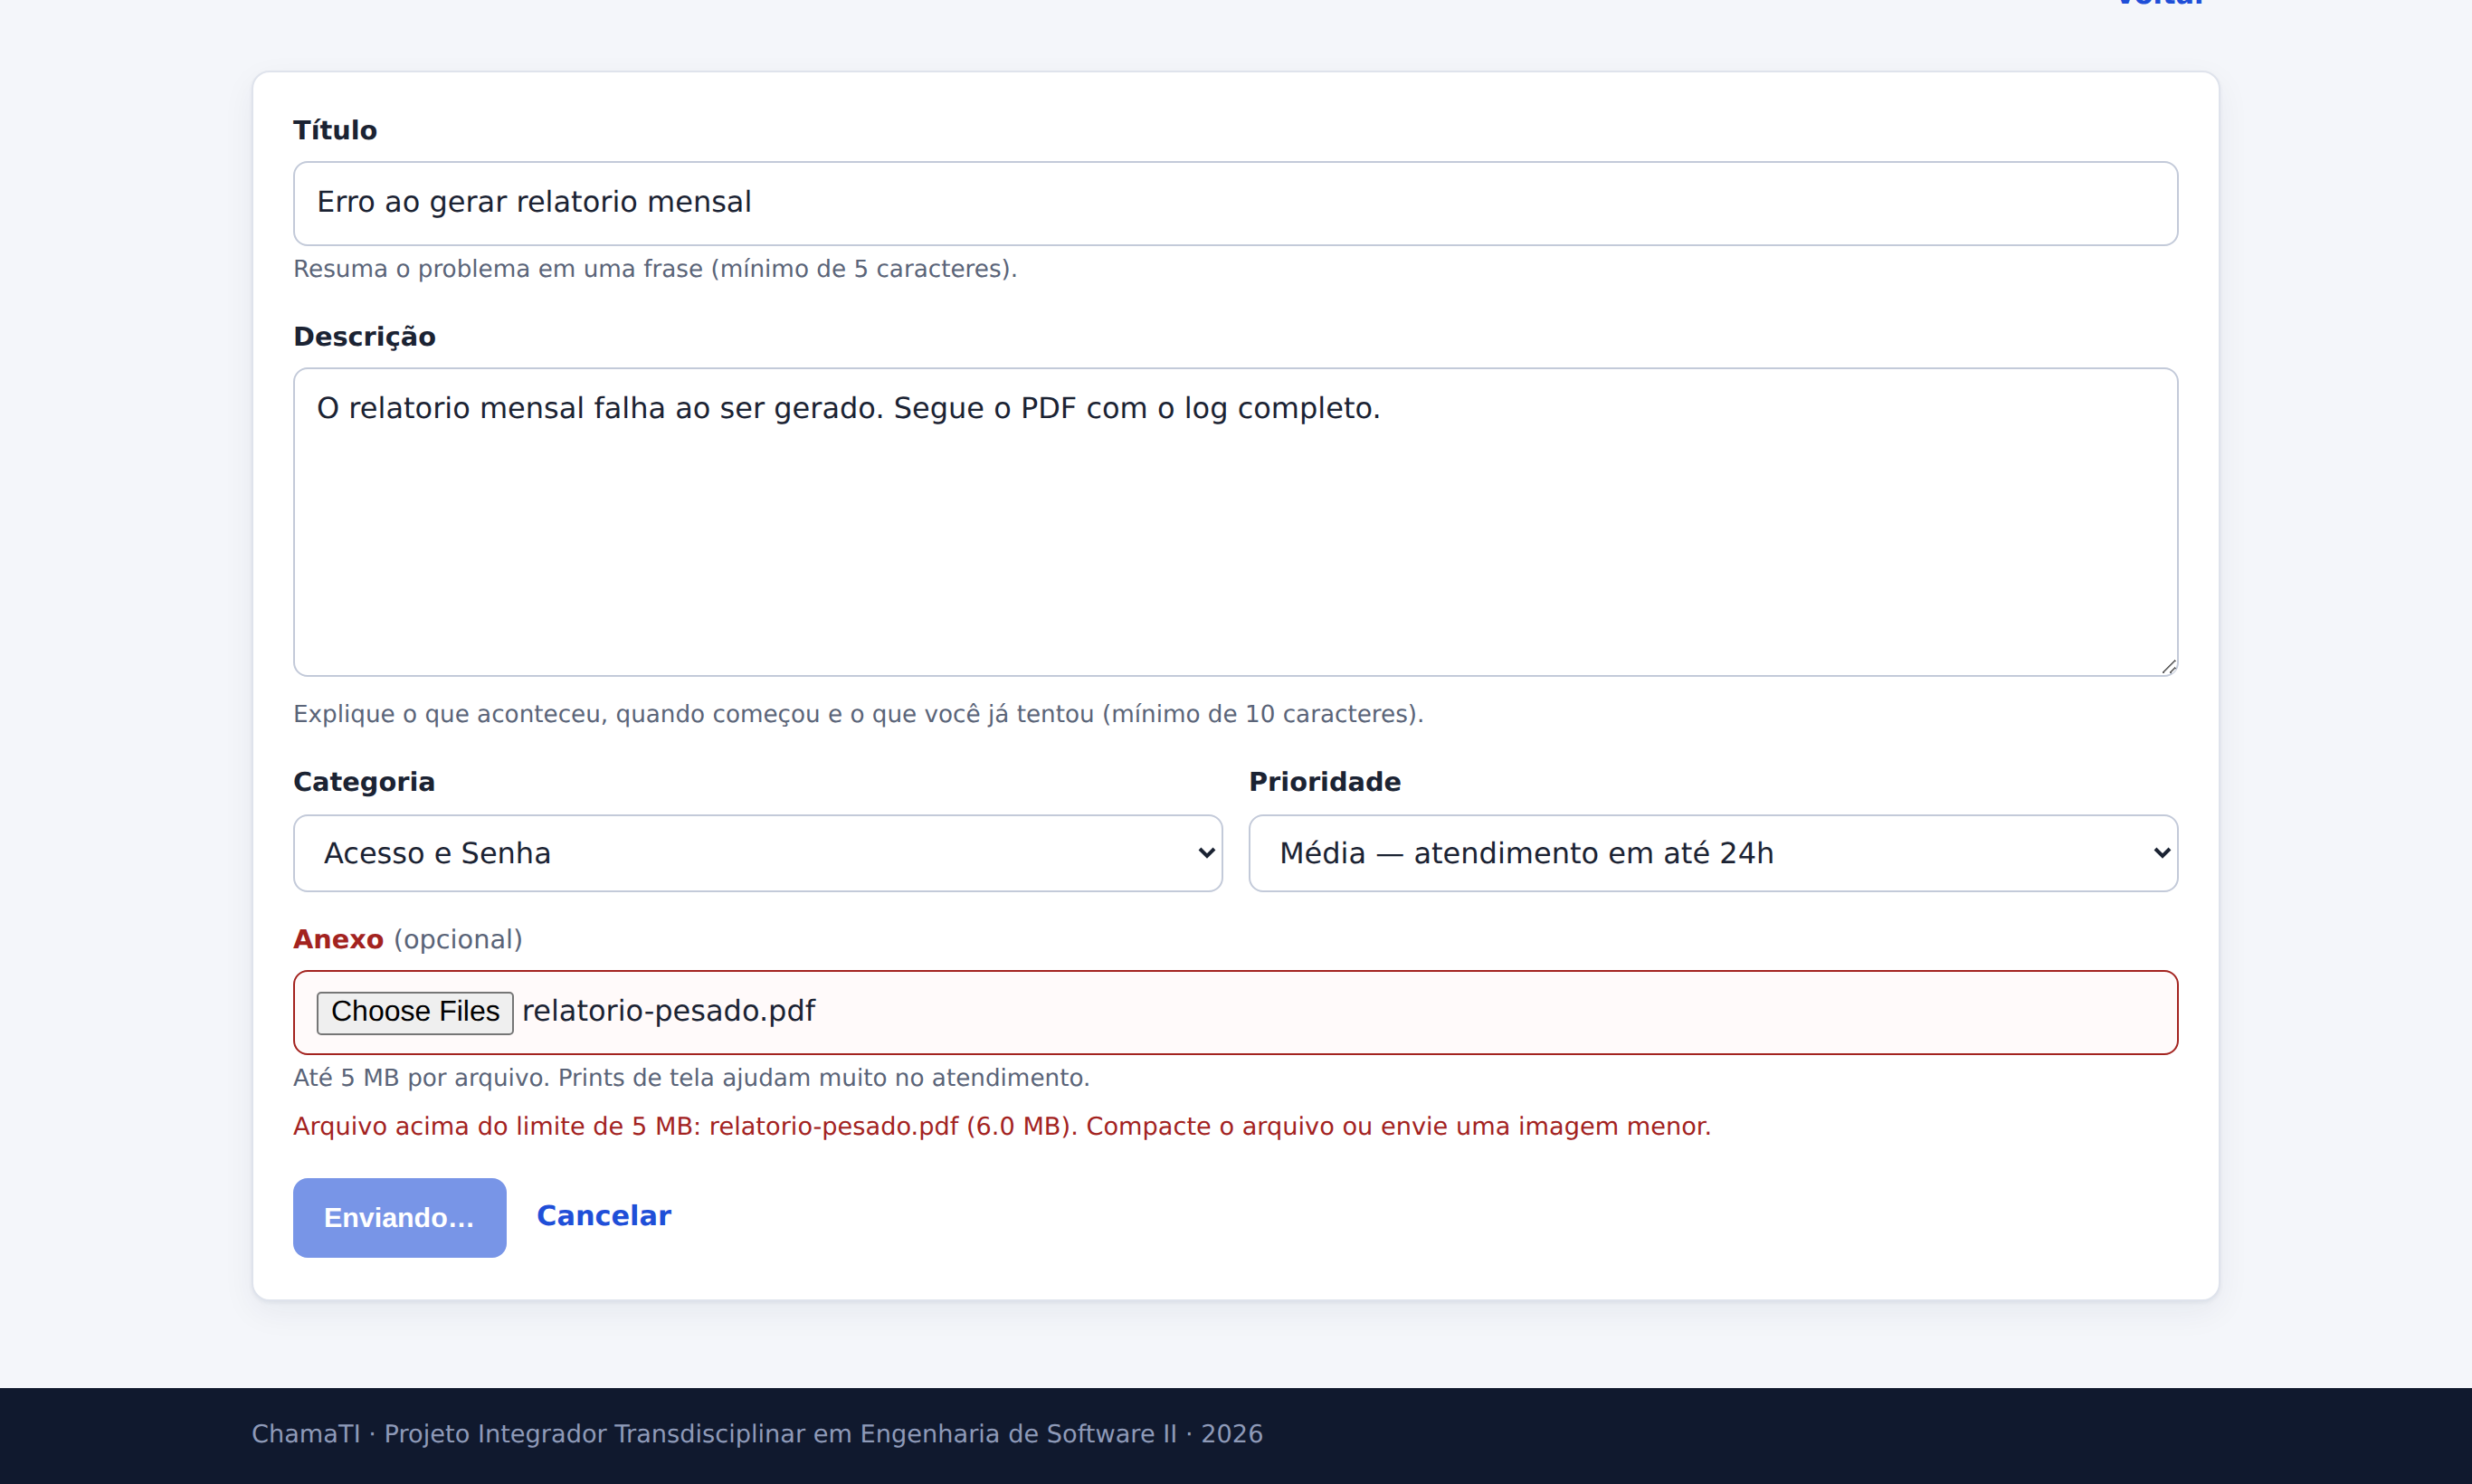 Voltar
Título
Erro ao gerar relatorio mensal
Resuma o problema em uma frase (mínimo de 5 caracteres).
Descrição
O relatorio mensal falha ao ser gerado. Segue o PDF com o log completo.
Explique o que aconteceu, quando começou e o que você já tentou (mínimo de 10 caracteres).
Categoria Prioridade
Acesso e Senha Média — atendimento em até 24h
Anexo (opcional)
Choose Files relatorio-pesado.pdf
Até 5 MB por arquivo. Prints de tela ajudam muito no atendimento.
Arquivo acima do limite de 5 MB: relatorio-pesado.pdf (6.0 MB). Compacte o arquivo ou envie uma imagem menor.
Enviando… Cancelar
ChamaTI · Projeto Integrador Transdisciplinar em Engenharia de Software II · 2026